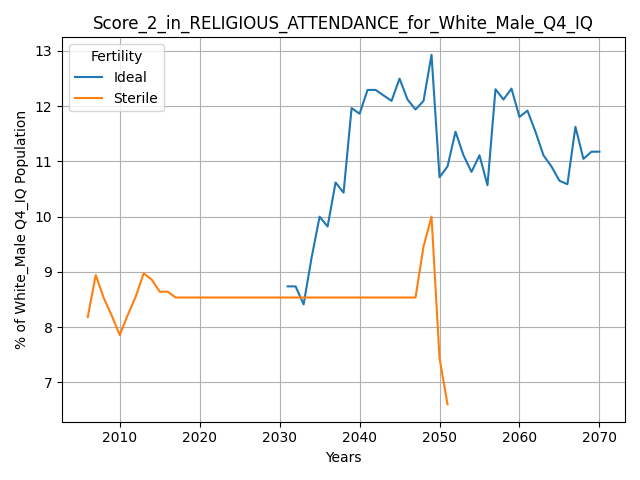 Score_2_in_RELIGIOUS_ATTENDANCE_for_White_Male_Q4_IQ
Fertility
Ideal
Sterile
% of White_Male Q4_IQ Population
13
12
11
10
9
8
7
2010 2020 2030 2040 2050 2060 2070
Years